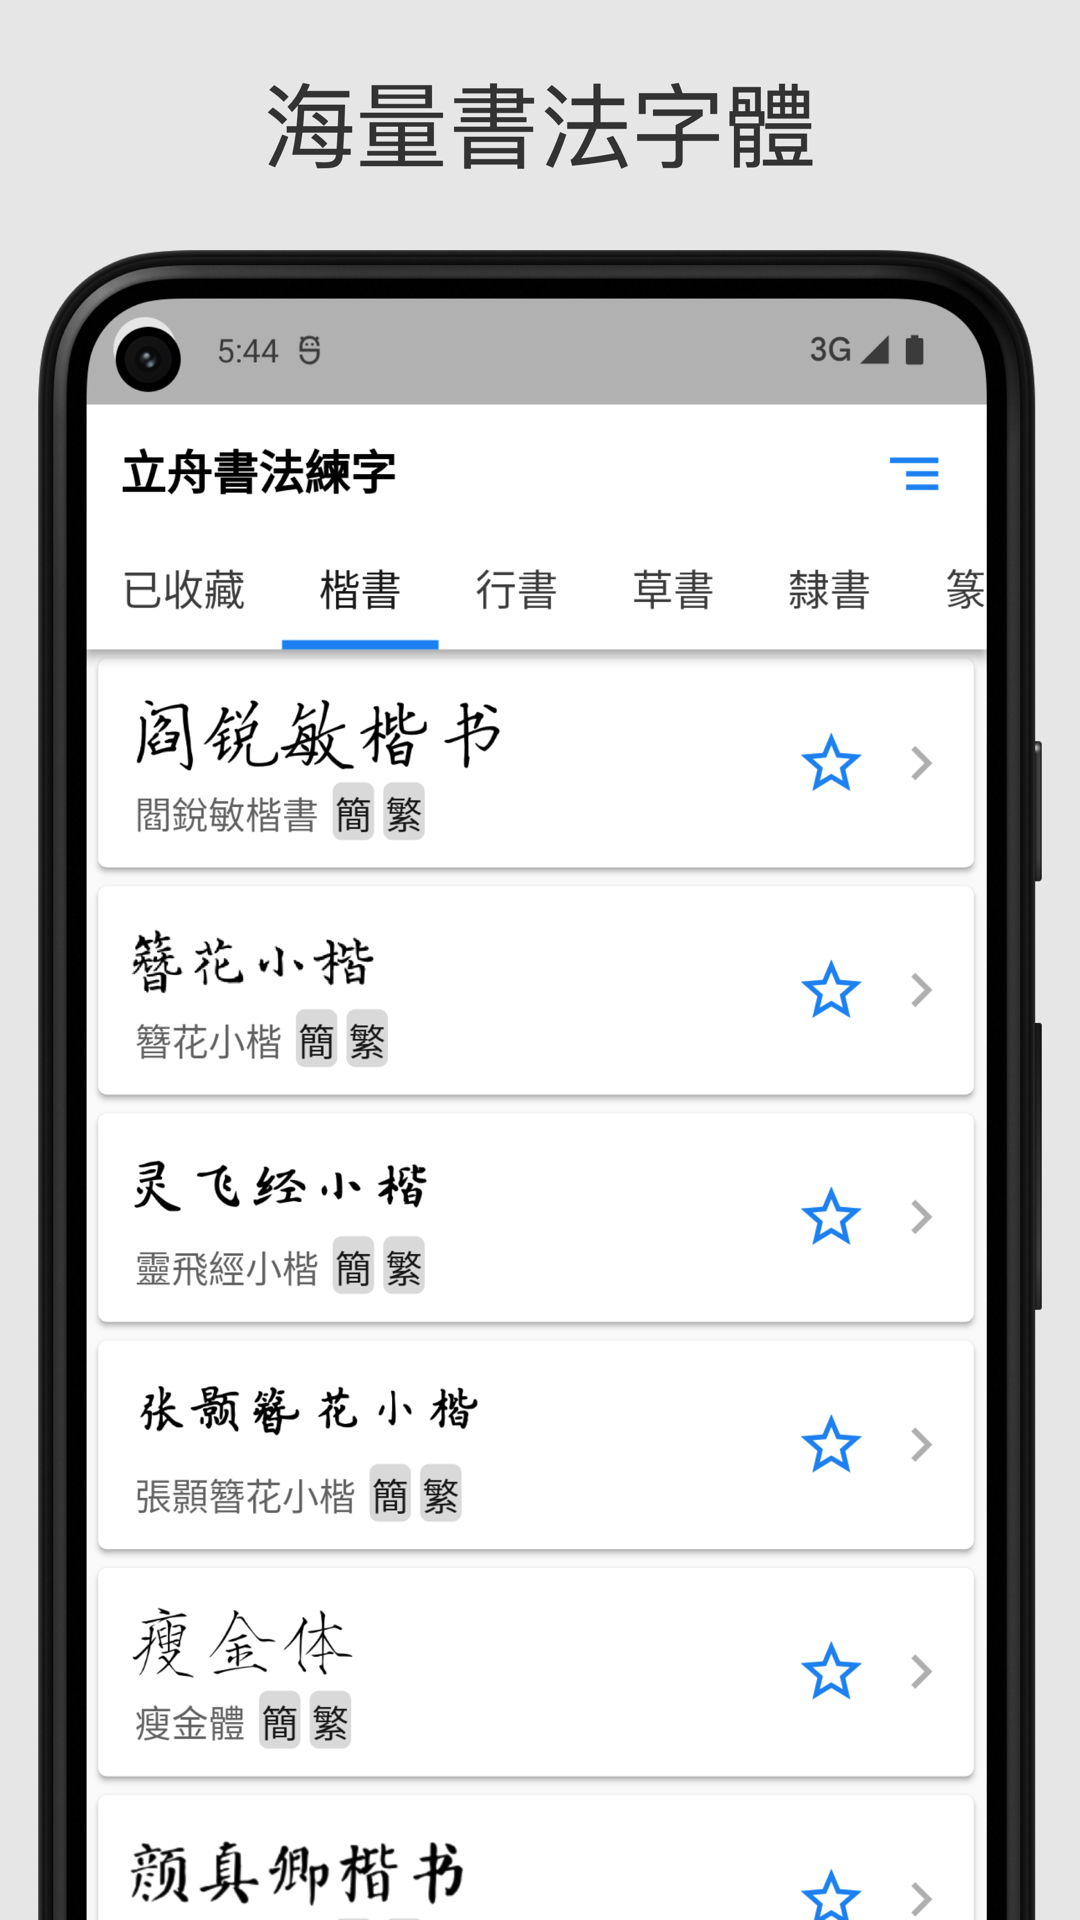 海量書法字體
5:44
3G
立舟書法練字
已收藏 楷書 行書 草書 隸書 篆
阎锐敏楷书
閻銳敏楷書 簡 繁
簪花小楷
簪花小楷 簡 繁
灵飞经小楷
靈飛經小楷 簡 繁
张颢簪花小楷
張顥簪花小楷 簡 繁
瘦金体
瘦金體 簡 繁
颜真卿楷书